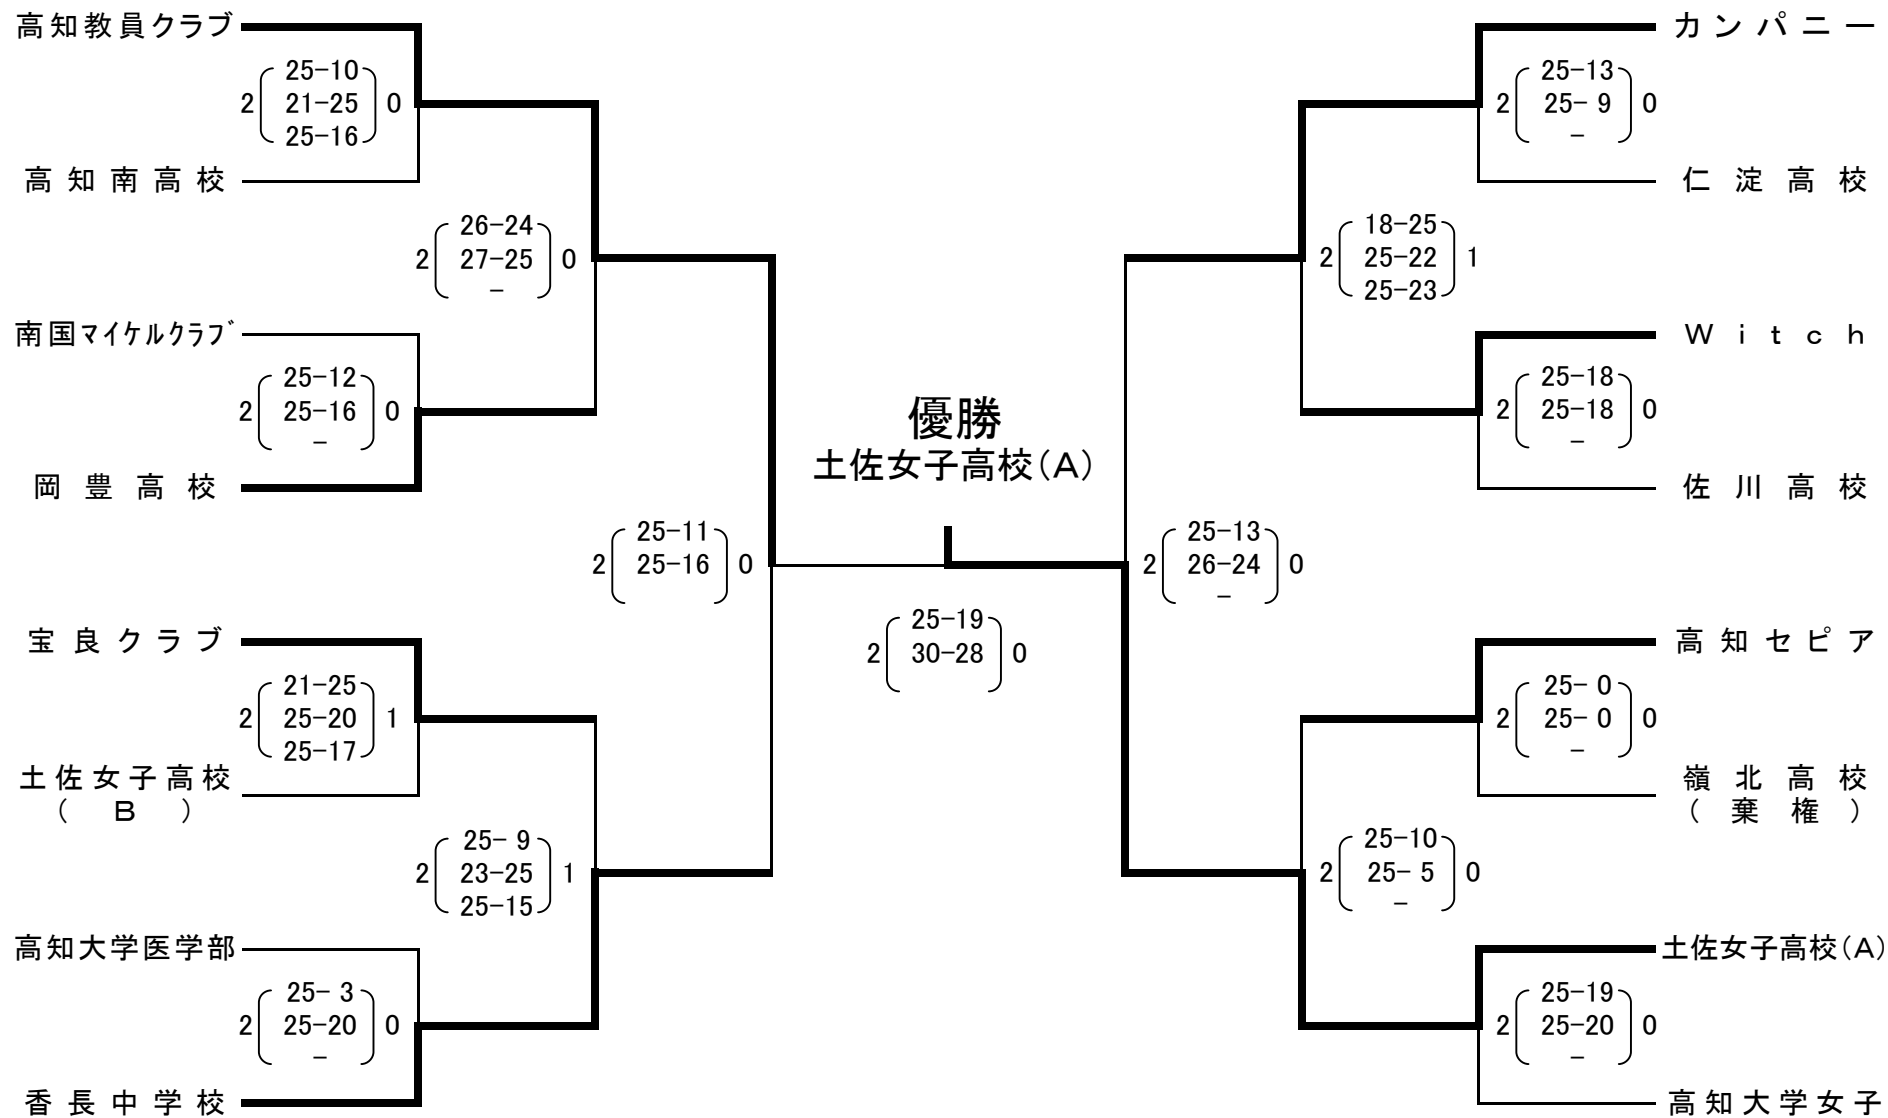 高知教員クラブ
25-10
2 21-25 0
25-16
高知南高校
26-24
2 27-25 0
-
南国マイケルクラブ
25-12
2 25-16 0
-
岡豊高校
25-11
2 25-16 0
宝良クラブ
21-25
2 25-20 1
25-17
土佐女子高校
(B)
25- 9
2 23-25 1
25-15
高知大学医学部
25- 3
2 25-20 0
-
香長中学校
優勝
土佐女子高校(A)
25-19
2 30-28 0
カンパニー
25-13
2 25- 9 0
-
仁淀高校
18-25
2 25-22 1
25-23
Witch
25-18
2 25-18 0
-
佐川高校
25-13
2 26-24 0
-
高知セピア
25- 0
2 25- 0 0
-
嶺北高校
(棄権)
25-10
2 25- 5 0
-
土佐女子高校(A)
25-19
2 25-20 0
-
高知大学女子